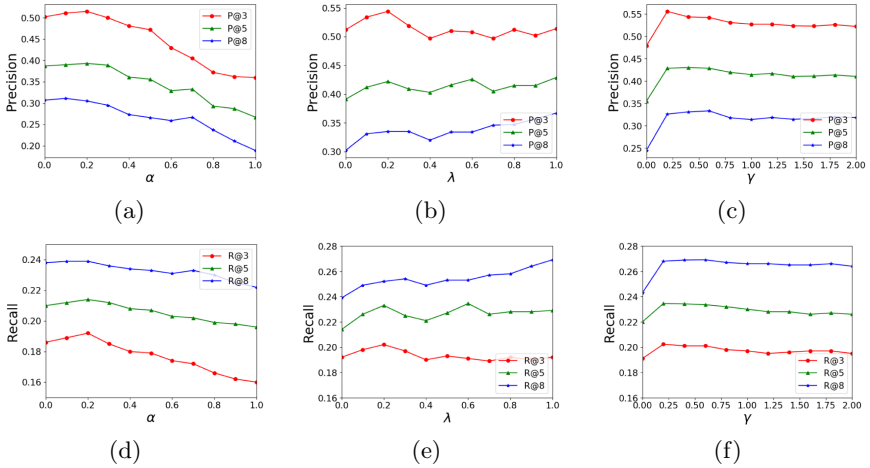 0.50
0.45
0.40
0.35
0.30
0.25
0.20
Precision
P@3
P@5
P@8
0.0 0.2 0.4 0.6 0.8 1.0
α
(a)
0.55
0.50
0.45
0.40
0.35
0.30
Precision
P@3
P@5
P@8
0.0 0.2 0.4 0.6 0.8 1.0
λ
(b)
0.55
0.50
0.45
0.40
0.35
0.30
0.25
Precision
P@3
P@5
P@8
0.00 0.25 0.50 0.75 1.00 1.25 1.50 1.75 2.00
γ
(c)
0.24
0.22
0.20
0.18
0.16
Recall
R@3
R@5
R@8
0.0 0.2 0.4 0.6 0.8 1.0
α
(d)
0.28
0.26
0.24
0.22
0.20
0.18
0.16
Recall
R@3
R@5
R@8
0.0 0.2 0.4 0.6 0.8 1.0
λ
(e)
0.28
0.26
0.24
0.22
0.20
0.18
0.16
Recall
R@3
R@5
R@8
0.00 0.25 0.50 0.75 1.00 1.25 1.50 1.75 2.00
γ
(f)